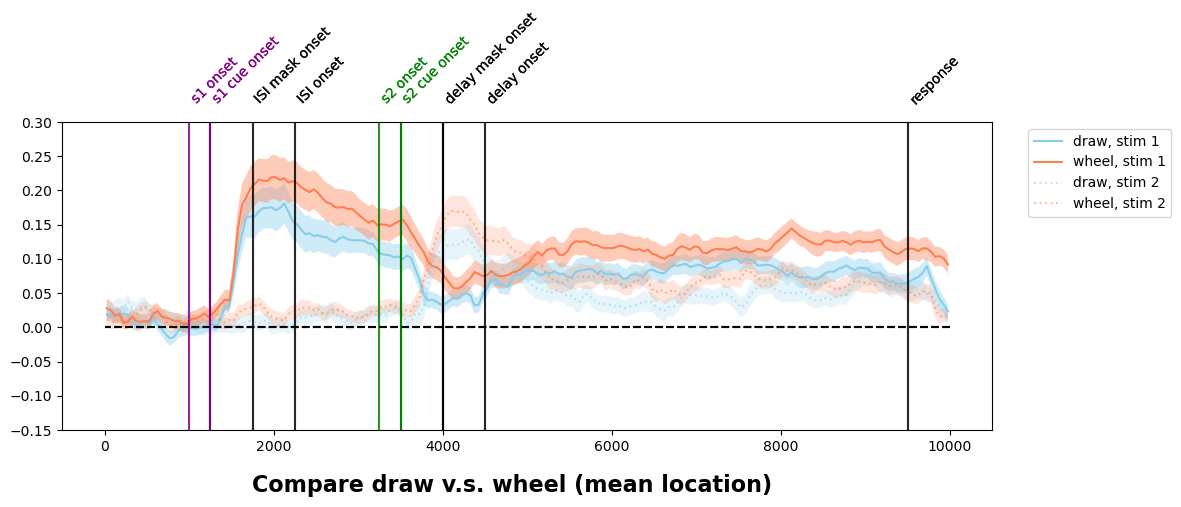 s1 onset
s1 cue onset
ISI mask onset
ISI onset
s2 onset
s2 cue onset
delay mask onset
delay onset
response
0.30
0.25
0.20
0.15
0.10
0.05
0.00
−0.05
−0.10
−0.15
0
2000
4000
6000
8000
10000
draw, stim 1
wheel, stim 1
draw, stim 2
wheel, stim 2
Compare draw v.s. wheel (mean location)